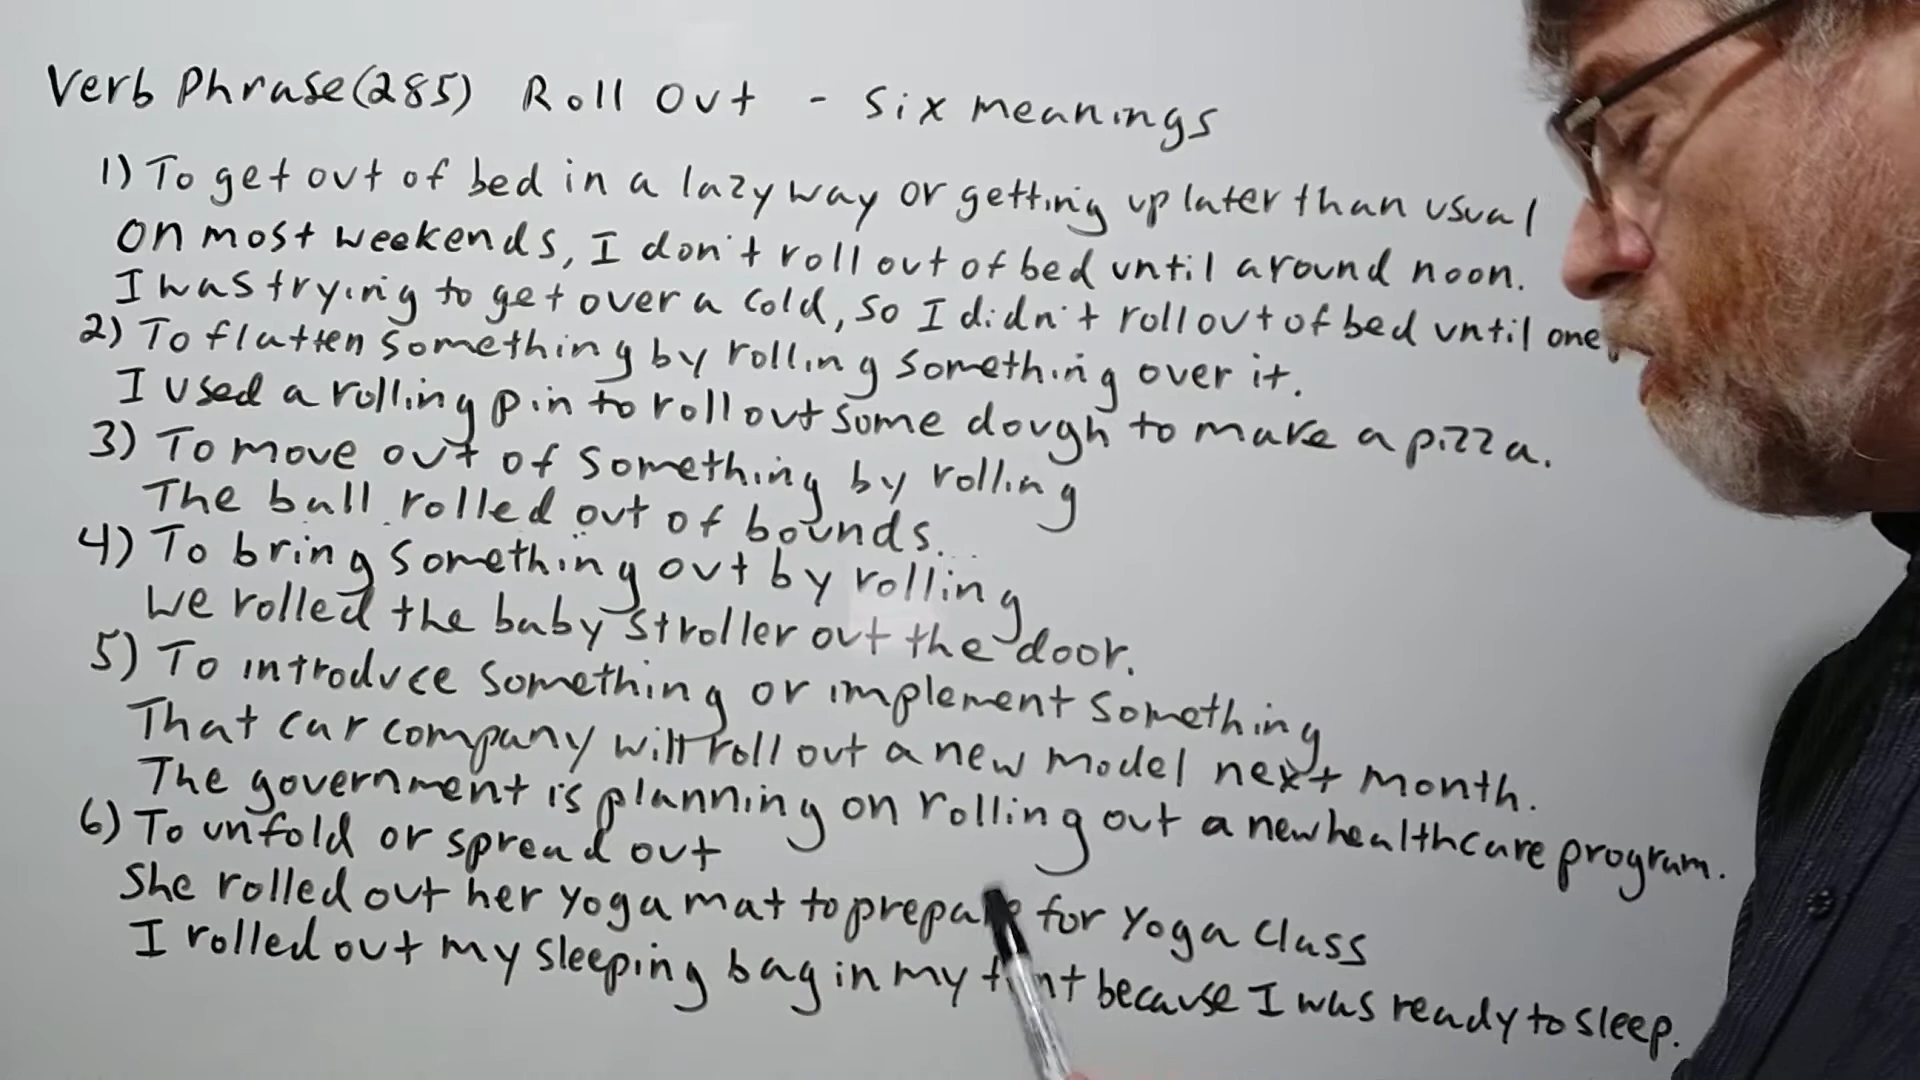 Verb Phrase(285) Roll Out - Six meanings
1) To get out of bed in a lazy way or getting up later than usual
On most weekends, I don't roll out of bed until around noon.
I was trying to get over a cold, so I didn't roll out of bed until one.
2) To flatten something by rolling something over it.
I used a rolling pin to roll out some dough to make a pizza.
3) To move out of something by rolling
The ball rolled out of bounds.
4) To bring something out by rolling
We rolled the baby stroller out the door.
5) To introduce something or implement something
That car company will roll out a new model next month.
The government is planning on rolling out a new healthcare program.
6) To unfold or spread out
She rolled out her yoga mat to prepare for yoga class
I rolled out my sleeping bag in my tent because I was ready to sleep.